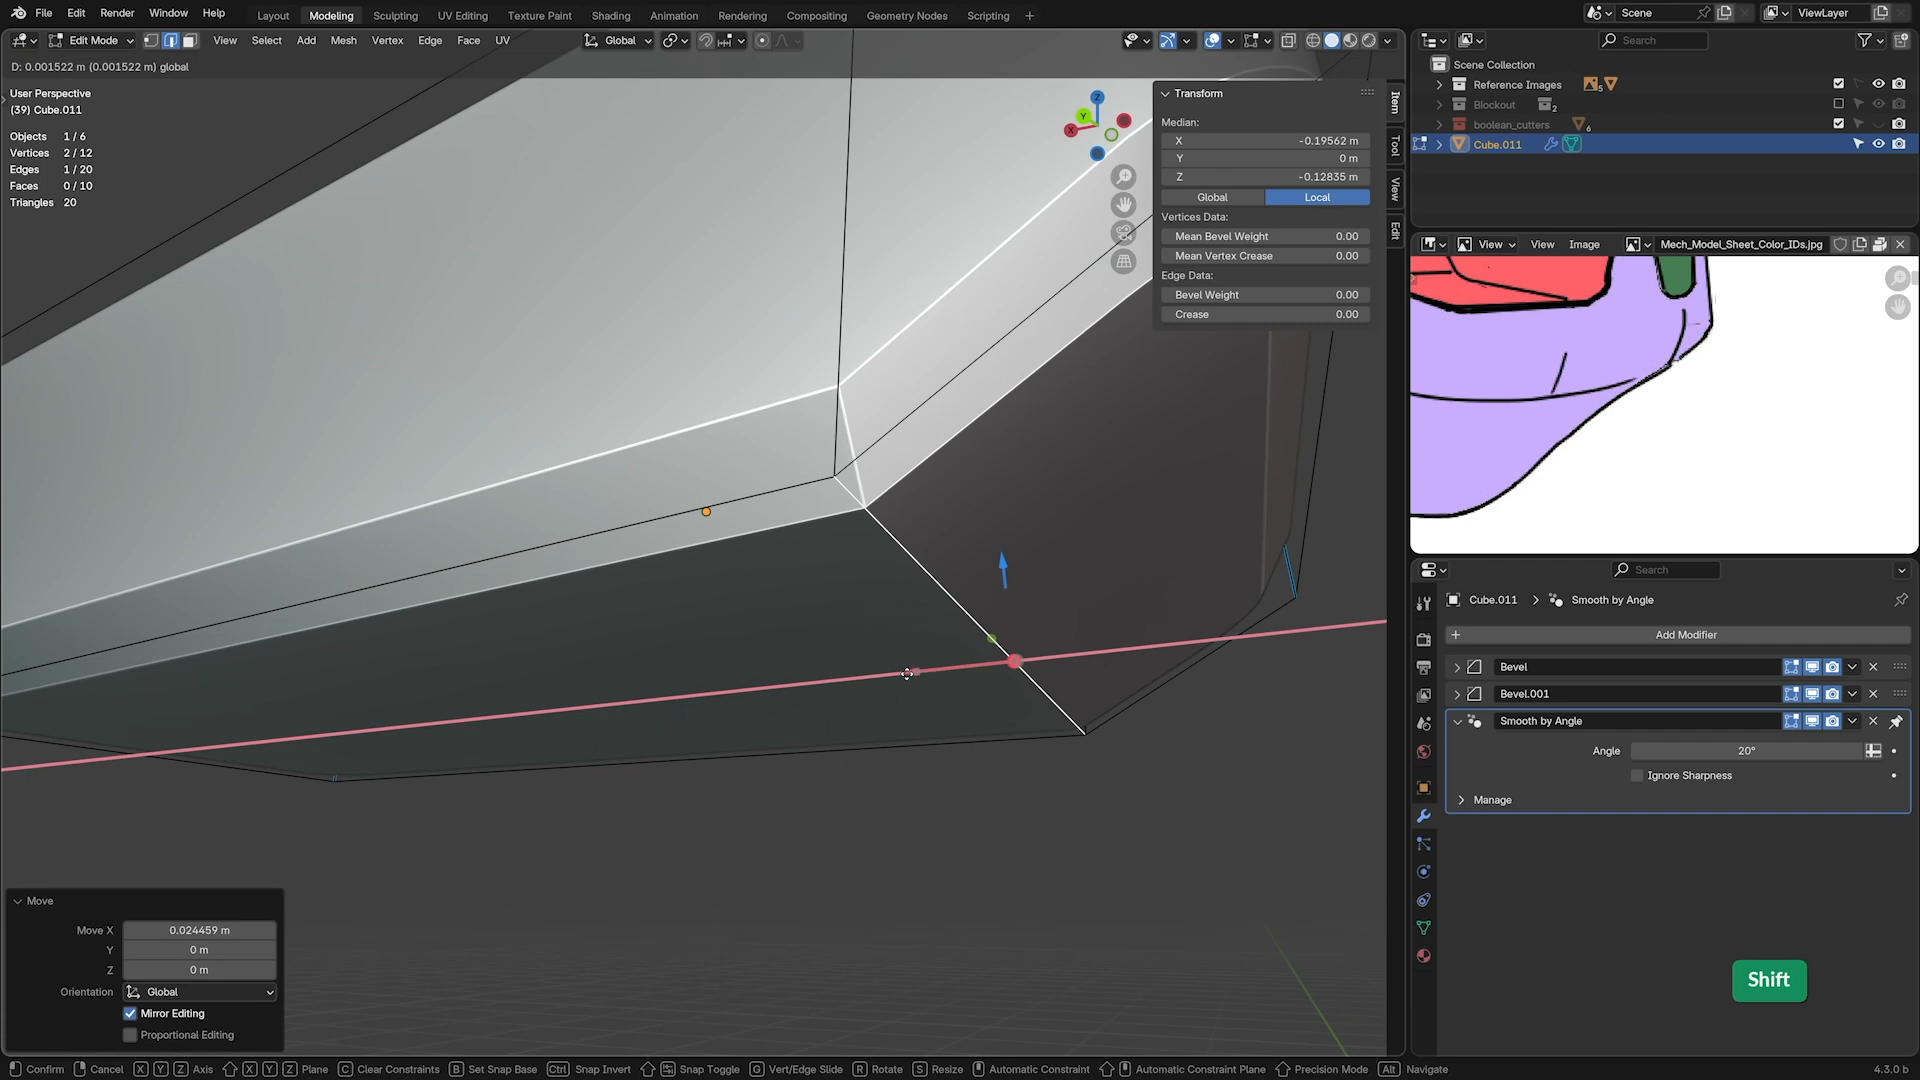 File Edit Render Window Help
Layout Modeling Sculpting UV Editing Texture Paint Shading Animation Rendering Compositing Geometry Nodes Scripting
Scene
ViewLayer
Edit Mode
View Select Add Mesh Vertex Edge Face UV
Global
D: 0.001522 m (0.001522 m) global
User Perspective
(39) Cube.011
Objects 1 / 6
Vertices 2 / 12
Edges 1 / 20
Faces 0 / 10
Triangles 20
Z
Y
X
Transform
Median:
X -0.19562 m
Y 0 m
Z -0.12835 m
Global Local
Vertices Data:
Mean Bevel Weight 0.00
Mean Vertex Crease 0.00
Edge Data:
Bevel Weight 0.00
Crease 0.00
Item
Tool
View
Edit
Search
Scene Collection
Reference Images 5
Blockout 2
boolean_cutters 6
Cube.011
View View Image Mech_Model_Sheet_Color_IDs.jpg
Search
Cube.011 Smooth by Angle
Add Modifier
Bevel
Bevel.001
Smooth by Angle
Angle 20°
Ignore Sharpness
Manage
Shift
Move
Move X 0.024459 m
Y 0 m
Z 0 m
Orientation Global
Mirror Editing
Proportional Editing
Confirm Cancel X Y Z Axis X Y Z Plane C Clear Constraints B Set Snap Base Ctrl Snap Invert Snap Toggle G Vert/Edge Slide R Rotate S Resize Automatic Constraint Automatic Constraint Plane Precision Mode Alt Navigate 4.3.0 b